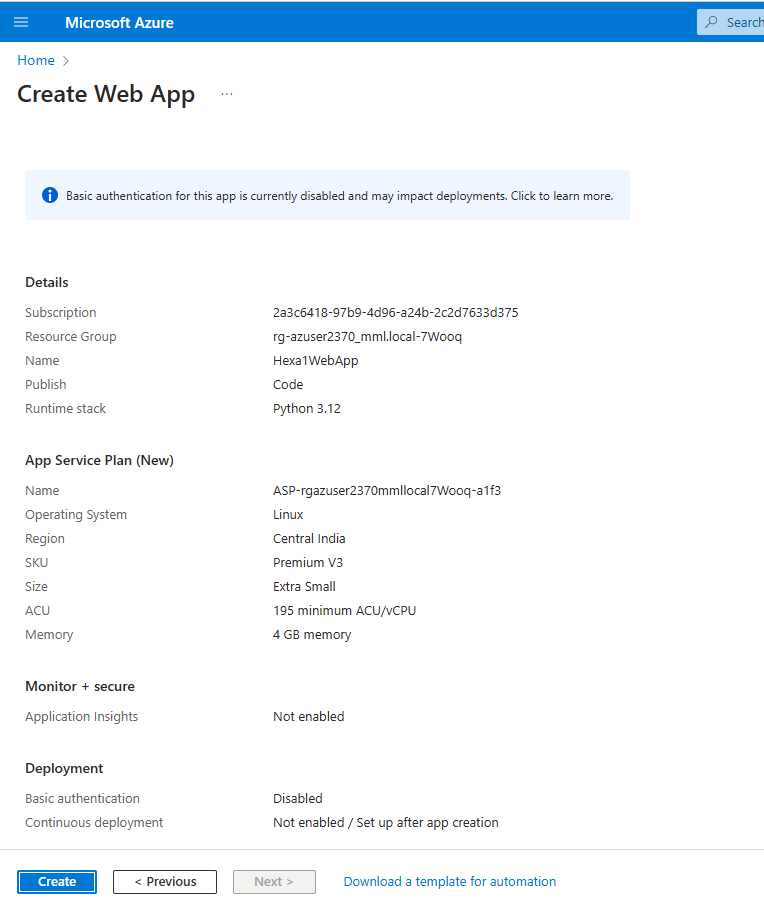 Microsoft Azure
Search
Home >
Create Web App ...
Basic authentication for this app is currently disabled and may impact deployments. Click to learn more.
Details
Subscription 2a3c6418-97b9-4d96-a24b-2c2d7633d375
Resource Group rg-azuser2370_mml.local-7Wooq
Name Hexa1WebApp
Publish Code
Runtime stack Python 3.12
App Service Plan (New)
Name ASP-rgazuser2370mmllocal7Wooq-a1f3
Operating System Linux
Region Central India
SKU Premium V3
Size Extra Small
ACU 195 minimum ACU/vCPU
Memory 4 GB memory
Monitor + secure
Application Insights Not enabled
Deployment
Basic authentication Disabled
Continuous deployment Not enabled / Set up after app creation
Create < Previous Next > Download a template for automation